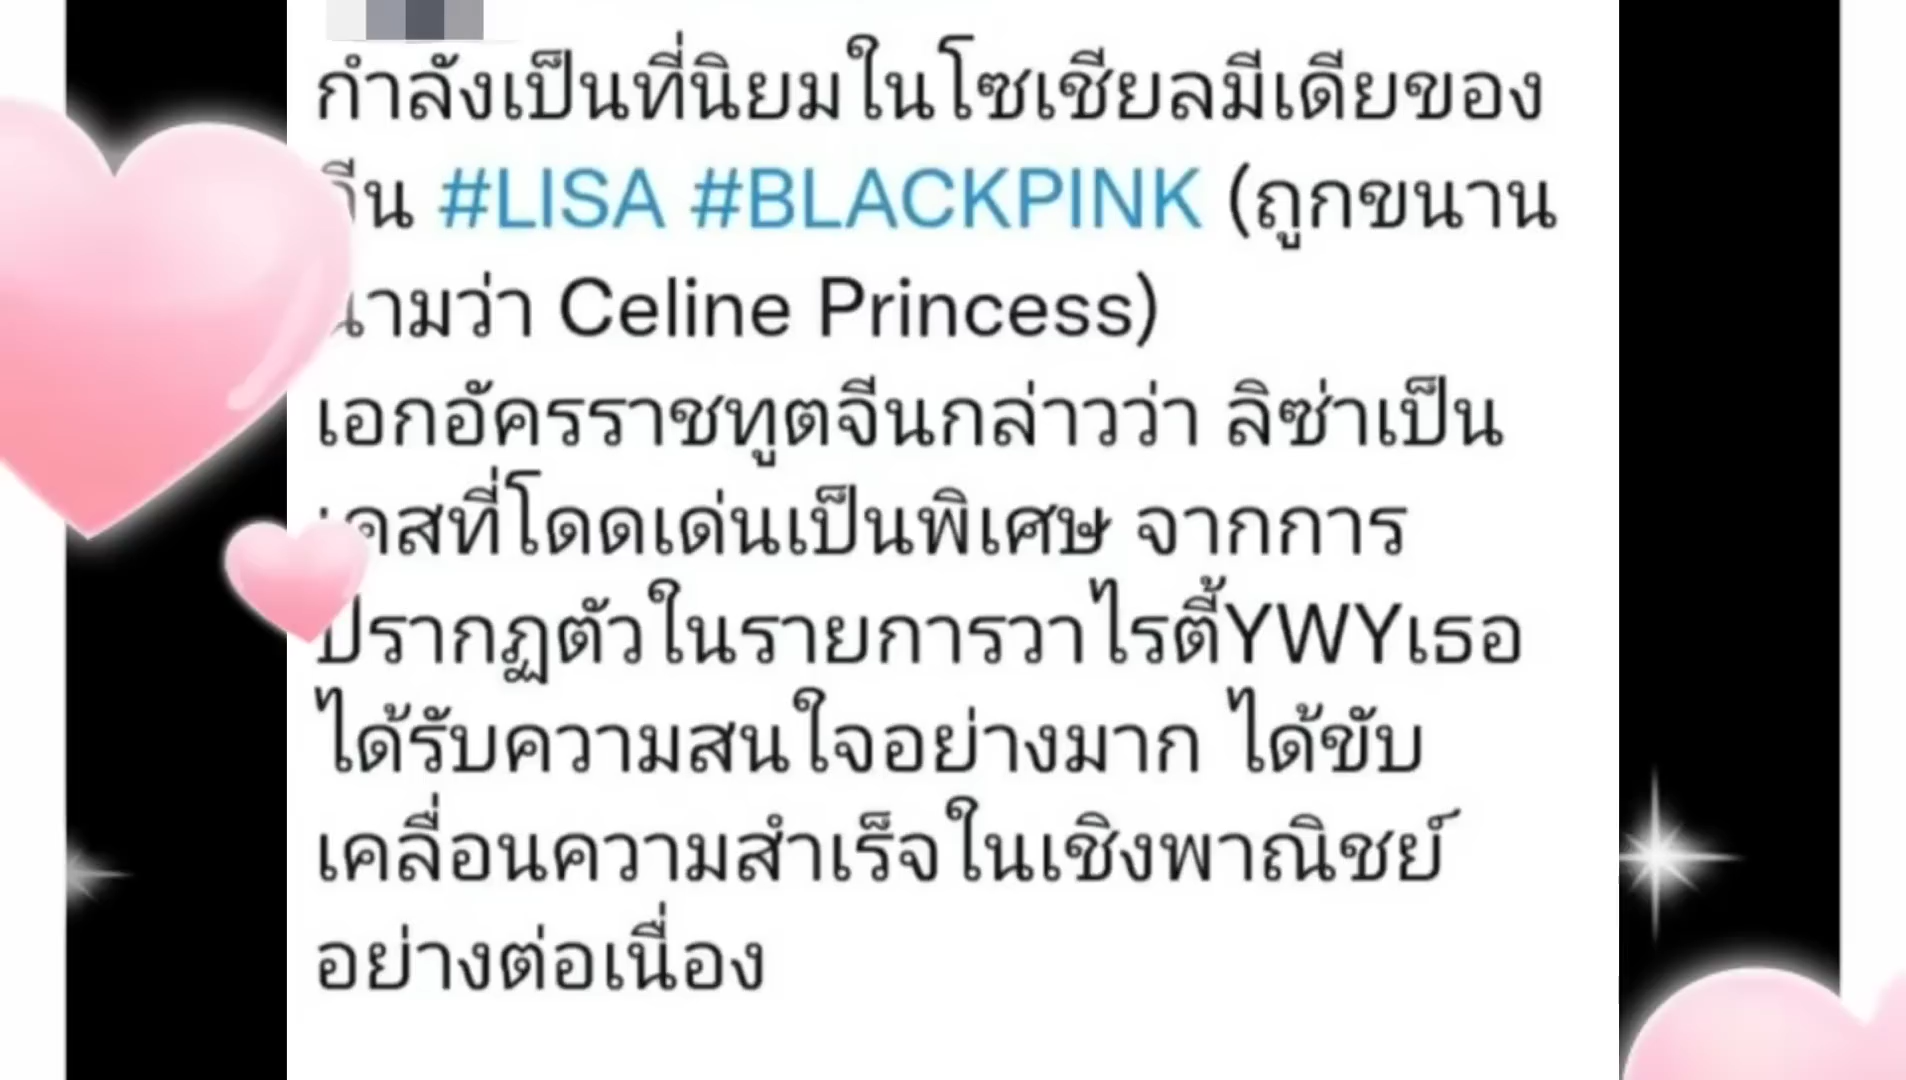 กำลังเป็นที่นิยมในโซเชียลมีเดียของ
จีน #LISA #BLACKPINK (ถูกขนาน
นามว่า Celine Princess)
เอกอัครราชทูตจีนกล่าวว่า ลิซ่าเป็น
เคสที่โดดเด่นเป็นพิเศษ จากการ
ปรากฏตัวในรายการวาไรตี้YWYเธอ
ได้รับความสนใจอย่างมาก ได้ขับ
เคลื่อนความสำเร็จในเชิงพาณิชย์
อย่างต่อเนื่อง